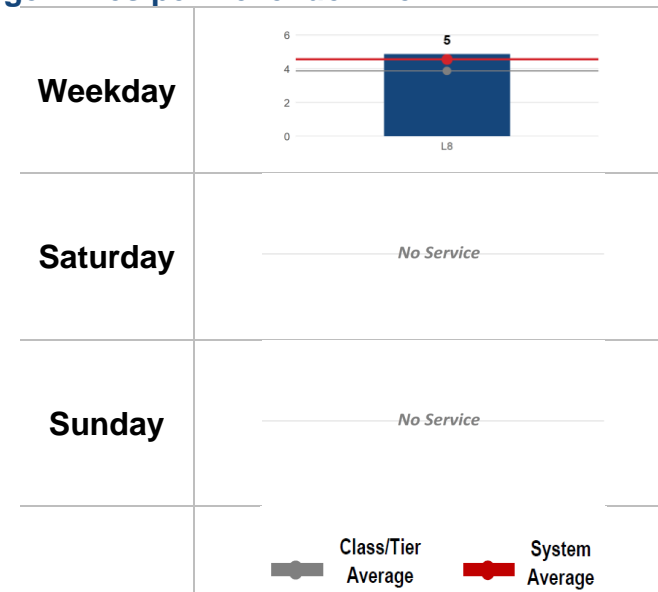 6
5
Weekday
4
2
0
L8
Saturday
No Service
Sunday
No Service
Class/Tier
Average
System
Average